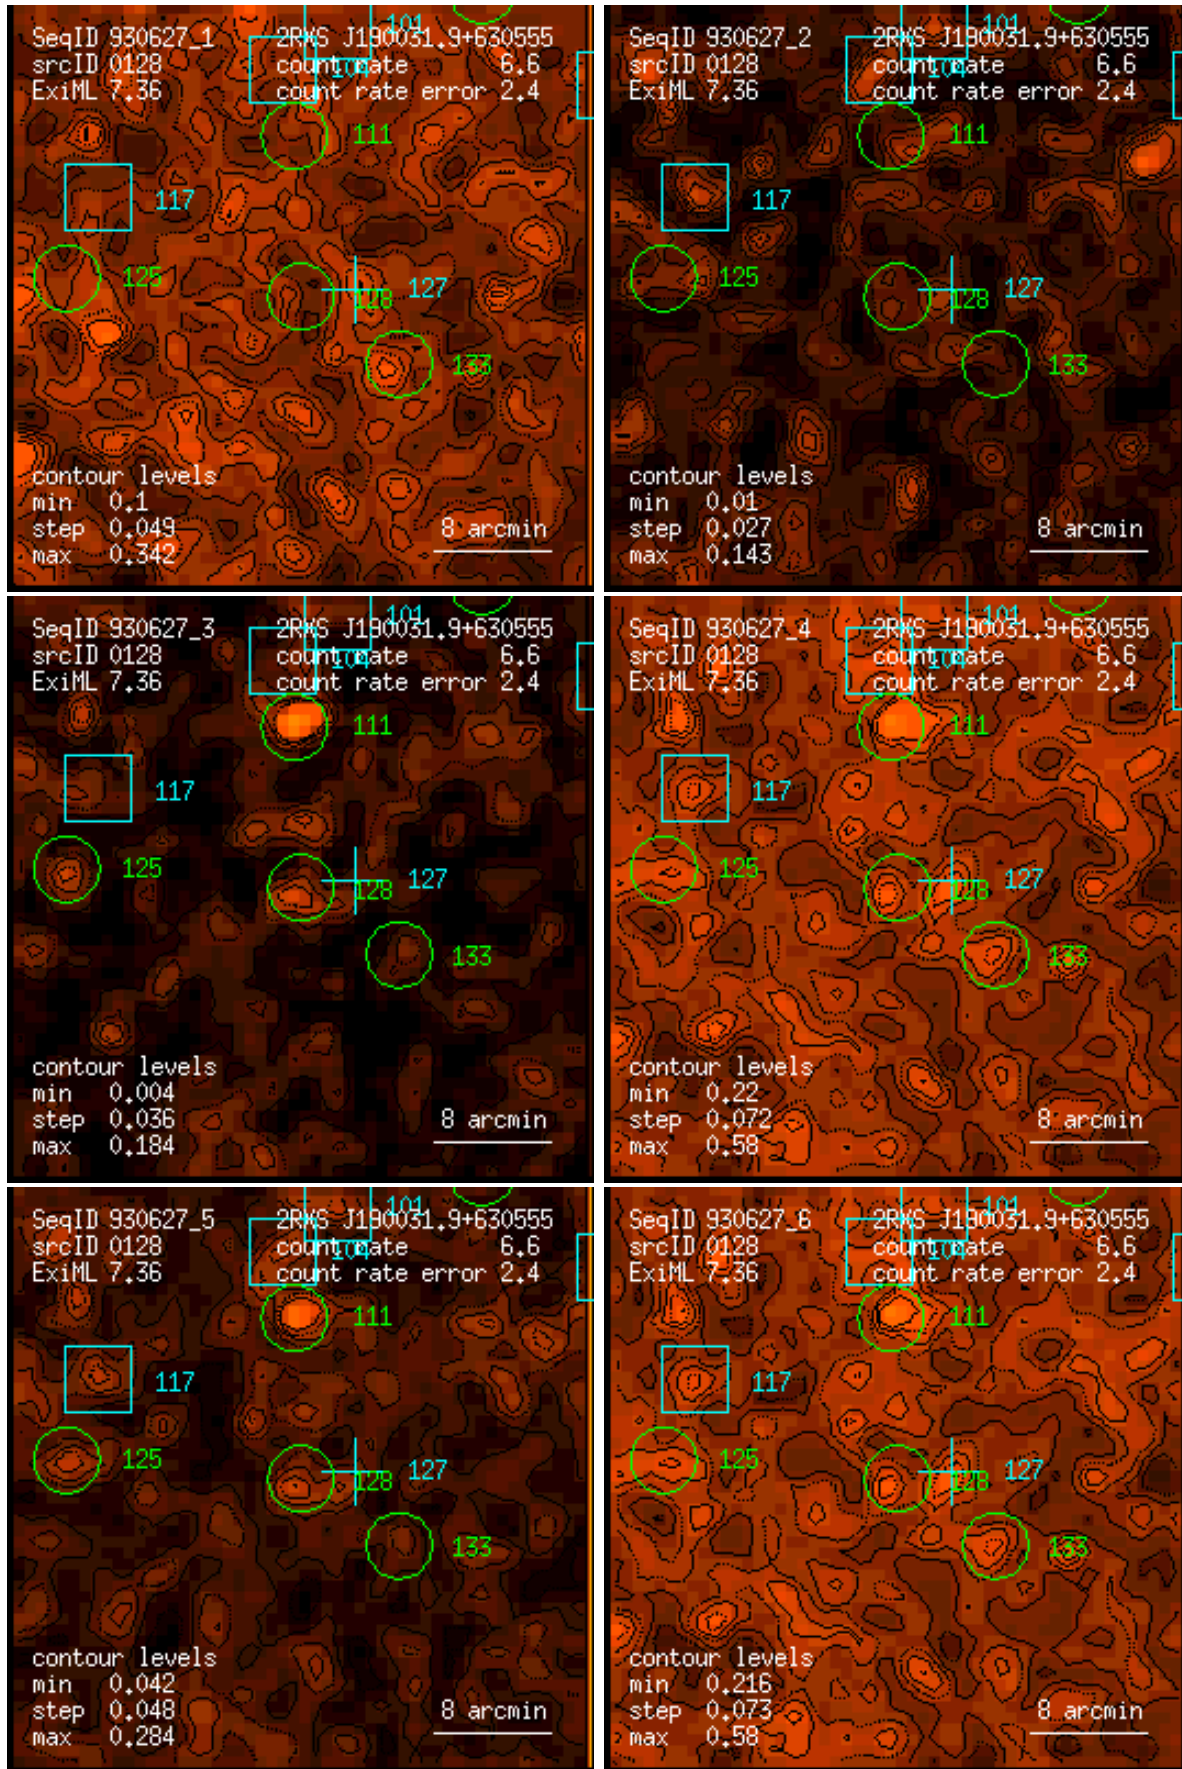 101
SeqID 930627_1 2RXS J190031.9+630555
srcID 0128 count rate 6.6
104
ExiML 7.36 count rate error 2.4
111
117
125
127
128
133
contour levels
min 0.1
step 0.049
max 0.342
8 arcmin
101
SeqID 930627_2 2RXS J190031.9+630555
srcID 0128 count rate 6.6
104
ExiML 7.36 count rate error 2.4
111
117
125
127
128
133
contour levels
min 0.01
step 0.027
max 0.143
8 arcmin
101
SeqID 930627_3 2RXS J190031.9+630555
srcID 0128 count rate 6.6
104
ExiML 7.36 count rate error 2.4
111
117
125
127
128
133
contour levels
min 0.004
step 0.036
max 0.184
8 arcmin
101
SeqID 930627_4 2RXS J190031.9+630555
srcID 0128 count rate 6.6
104
ExiML 7.36 count rate error 2.4
111
117
125
127
128
133
contour levels
min 0.22
step 0.072
max 0.58
8 arcmin
101
SeqID 930627_5 2RXS J190031.9+630555
srcID 0128 count rate 6.6
104
ExiML 7.36 count rate error 2.4
111
117
125
127
128
133
contour levels
min 0.042
step 0.048
max 0.284
8 arcmin
101
SeqID 930627_6 2RXS J190031.9+630555
srcID 0128 count rate 6.6
104
ExiML 7.36 count rate error 2.4
111
117
125
127
128
133
contour levels
min 0.216
step 0.073
max 0.58
8 arcmin